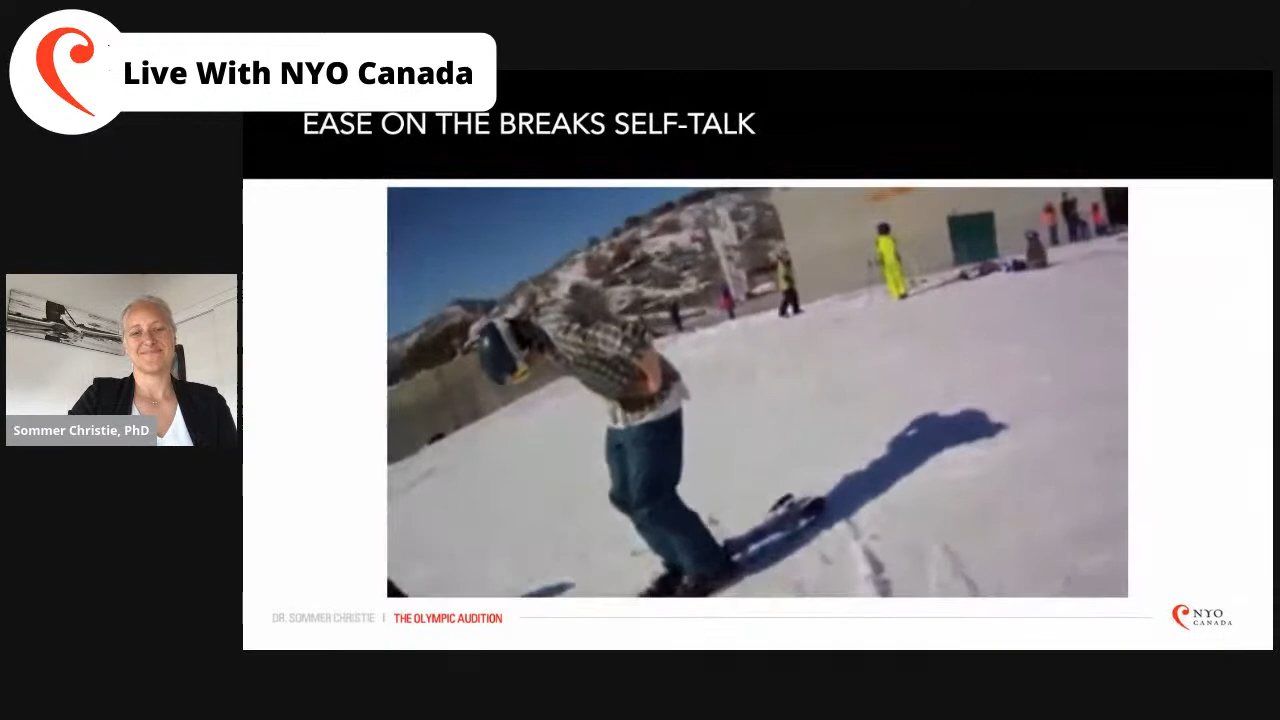 Live With NYO Canada
EASE ON THE BREAKS SELF-TALK
Sommer Christie, PhD
DR. SOMMER CHRISTIE | THE OLYMPIC AUDITION
NYO
CANADA